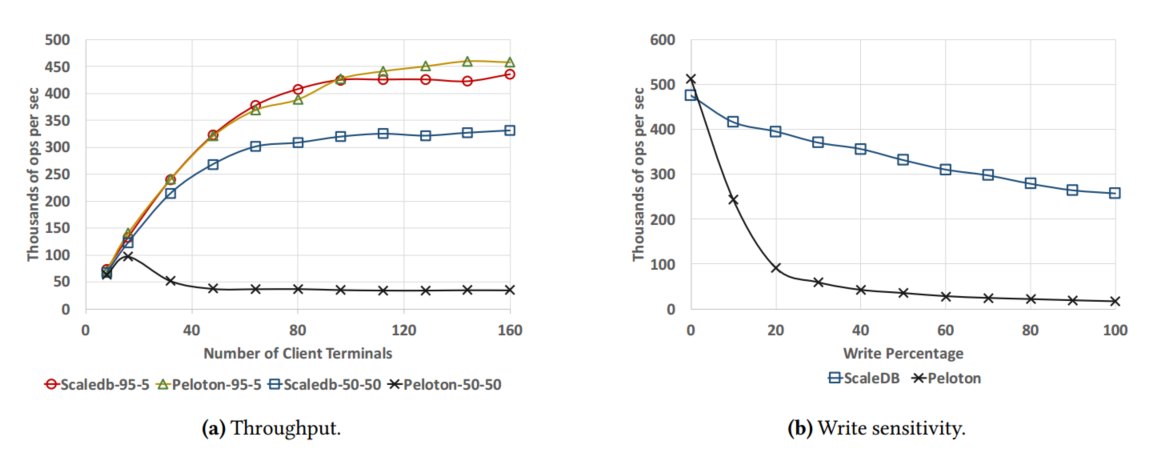 500
450
400
350
300
250
200
150
100
50
0
Thousands of ops per sec
0 40 80 120 160
Number of Client Terminals
Scaledb-95-5 Peloton-95-5 Scaledb-50-50 Peloton-50-50
(a) Throughput.
600
500
400
300
200
100
0
Thousands of ops per sec
0 20 40 60 80 100
Write Percentage
ScaleDB Peloton
(b) Write sensitivity.